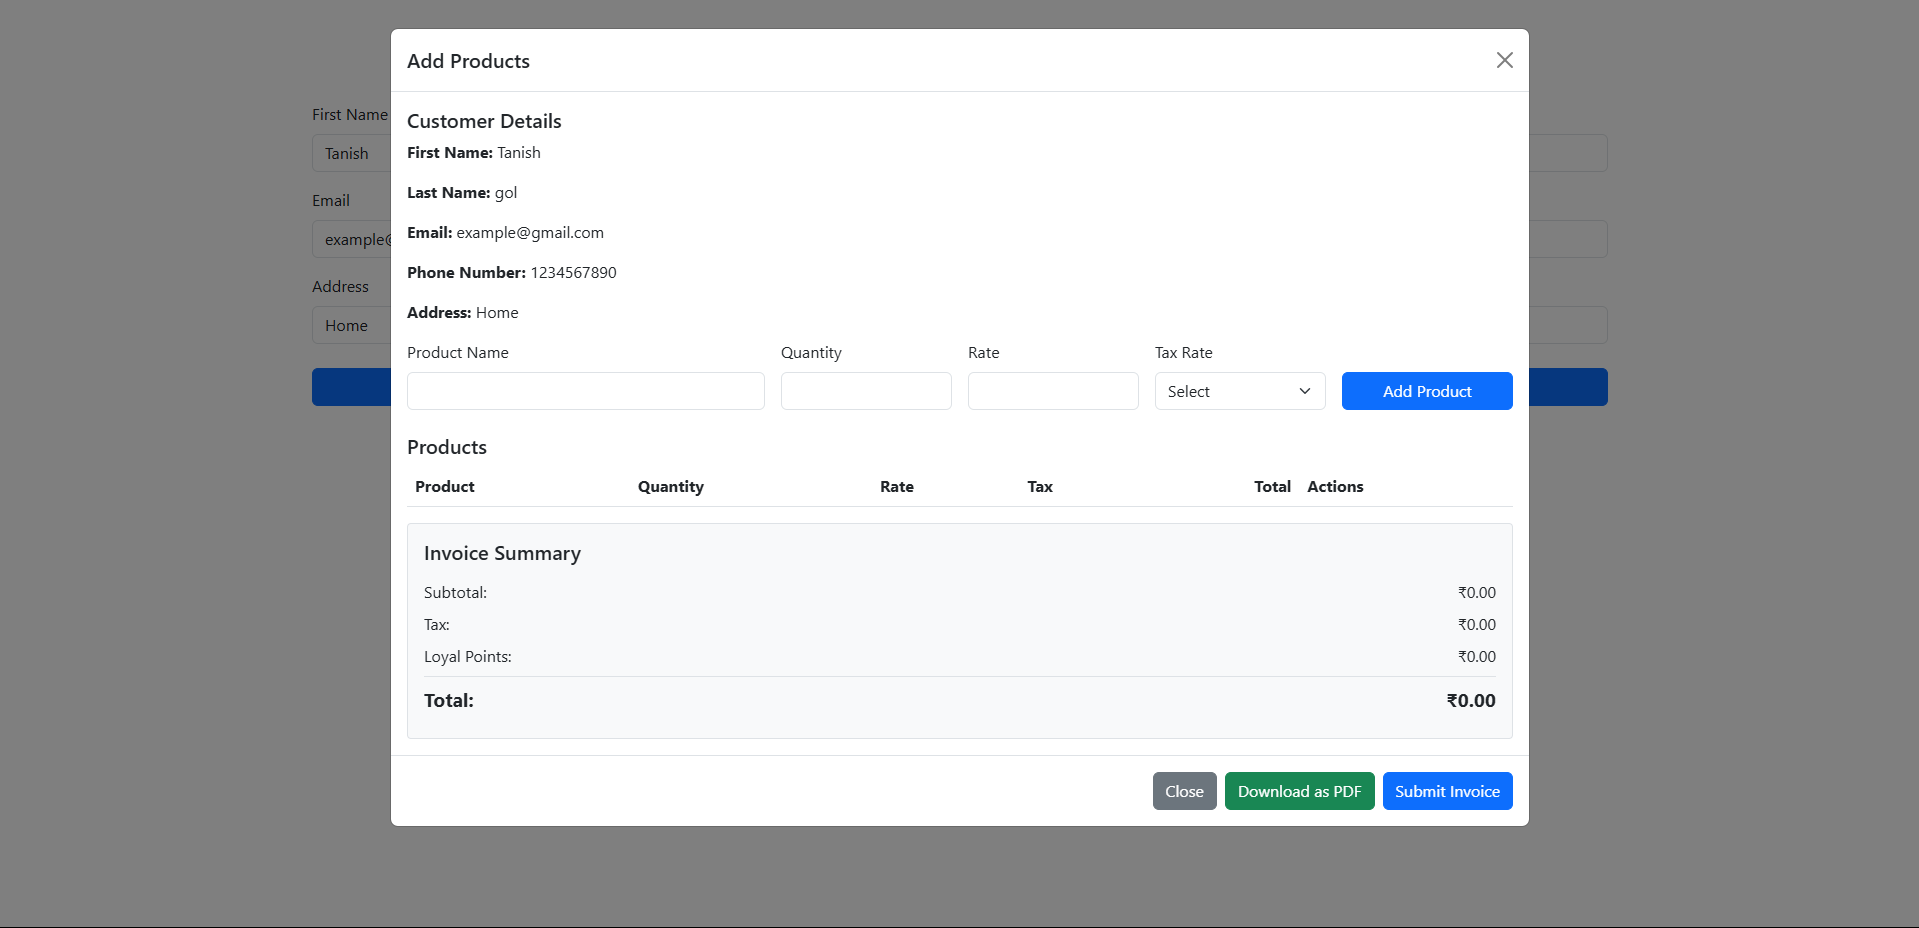 Add Products
Customer Details
First Name
First Name: Tanish
Tanish
Last Name: gol
Email
Email: example@gmail.com
example@
Phone Number: 1234567890
Address
Address: Home
Home
Product Name Quantity Rate Tax Rate
Select Add Product
Products
Product Quantity Rate Tax Total Actions
Invoice Summary
Subtotal: ₹0.00
Tax: ₹0.00
Loyal Points: ₹0.00
Total: ₹0.00
Close Download as PDF Submit Invoice